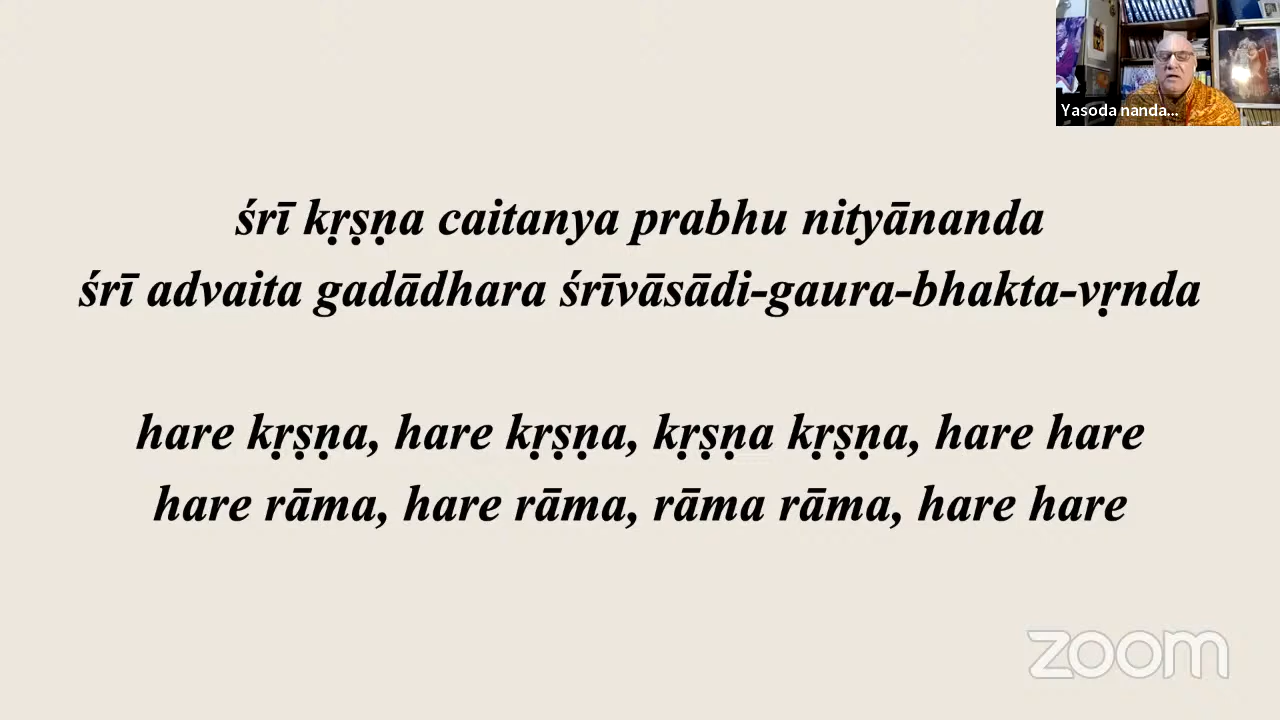 Yasoda nanda...
śrī kṛṣṇa caitanya prabhu nityānanda
śrī advaita gadādhara śrīvāsādi-gaura-bhakta-vṛnda
hare kṛṣṇa, hare kṛṣṇa, kṛṣṇa kṛṣṇa, hare hare
hare rāma, hare rāma, rāma rāma, hare hare
zoom